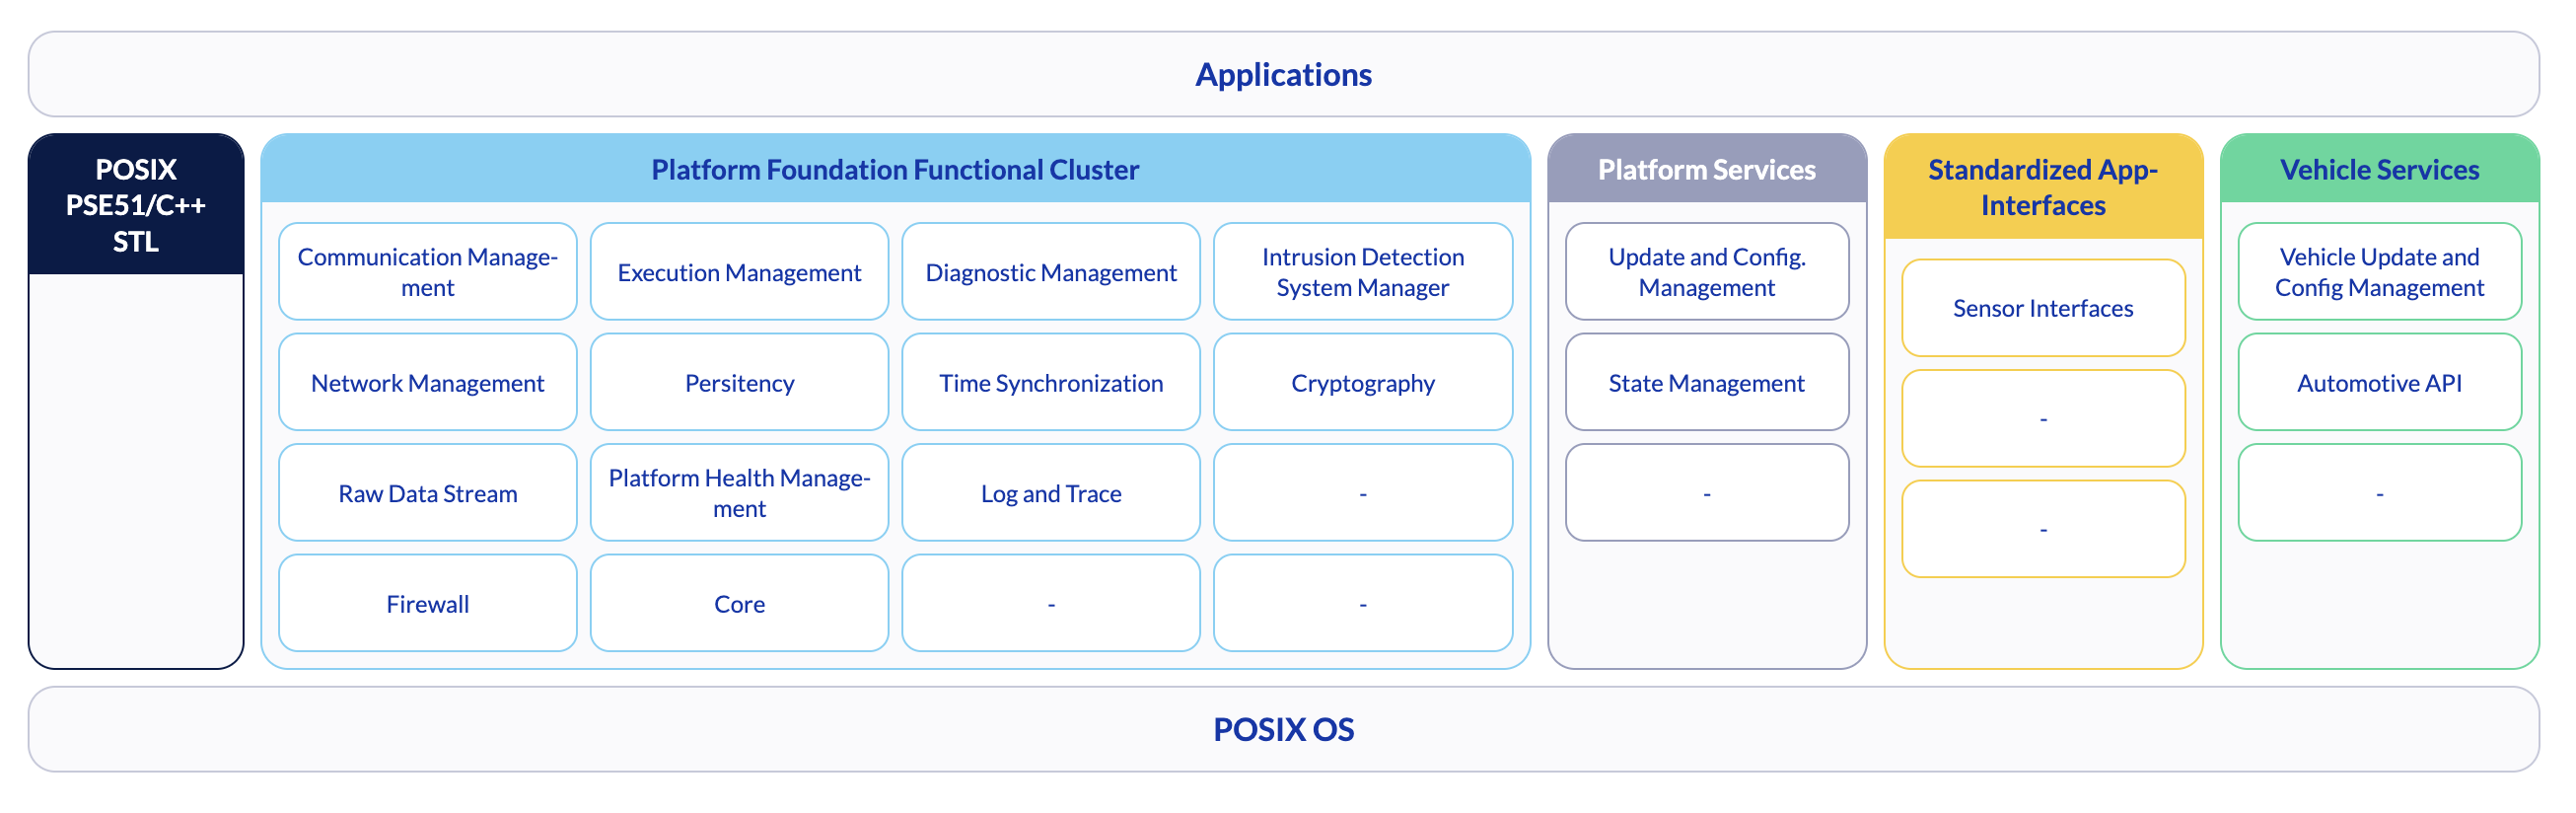 Applications
POSIX
PSE51/C++
STL
Platform Foundation Functional Cluster
Communication Manage-
ment
Execution Management
Diagnostic Management
Intrusion Detection
System Manager
Network Management
Persitency
Time Synchronization
Cryptography
Raw Data Stream
Platform Health Manage-
ment
Log and Trace
-
Firewall
Core
-
-
Platform Services
Update and Config.
Management
State Management
-
Standardized App-
Interfaces
Sensor Interfaces
-
-
Vehicle Services
Vehicle Update and
Config Management
Automotive API
-
POSIX OS